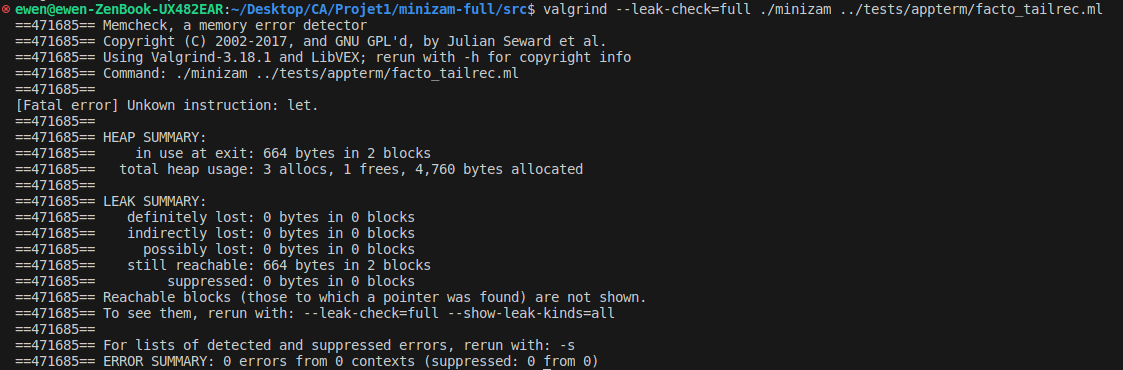 ewen@ewen-ZenBook-UX482EAR:~/Desktop/CA/Projet1/minizam-full/src$ valgrind --leak-check=full ./minizam ../tests/appterm/facto_tailrec.ml
==471685== Memcheck, a memory error detector
==471685== Copyright (C) 2002-2017, and GNU GPL'd, by Julian Seward et al.
==471685== Using Valgrind-3.18.1 and LibVEX; rerun with -h for copyright info
==471685== Command: ./minizam ../tests/appterm/facto_tailrec.ml
==471685==
[Fatal error] Unkown instruction: let.
==471685==
==471685== HEAP SUMMARY:
==471685==     in use at exit: 664 bytes in 2 blocks
==471685==   total heap usage: 3 allocs, 1 frees, 4,760 bytes allocated
==471685==
==471685== LEAK SUMMARY:
==471685==    definitely lost: 0 bytes in 0 blocks
==471685==    indirectly lost: 0 bytes in 0 blocks
==471685==      possibly lost: 0 bytes in 0 blocks
==471685==    still reachable: 664 bytes in 2 blocks
==471685==         suppressed: 0 bytes in 0 blocks
==471685== Reachable blocks (those to which a pointer was found) are not shown.
==471685== To see them, rerun with: --leak-check=full --show-leak-kinds=all
==471685==
==471685== For lists of detected and suppressed errors, rerun with: -s
==471685== ERROR SUMMARY: 0 errors from 0 contexts (suppressed: 0 from 0)